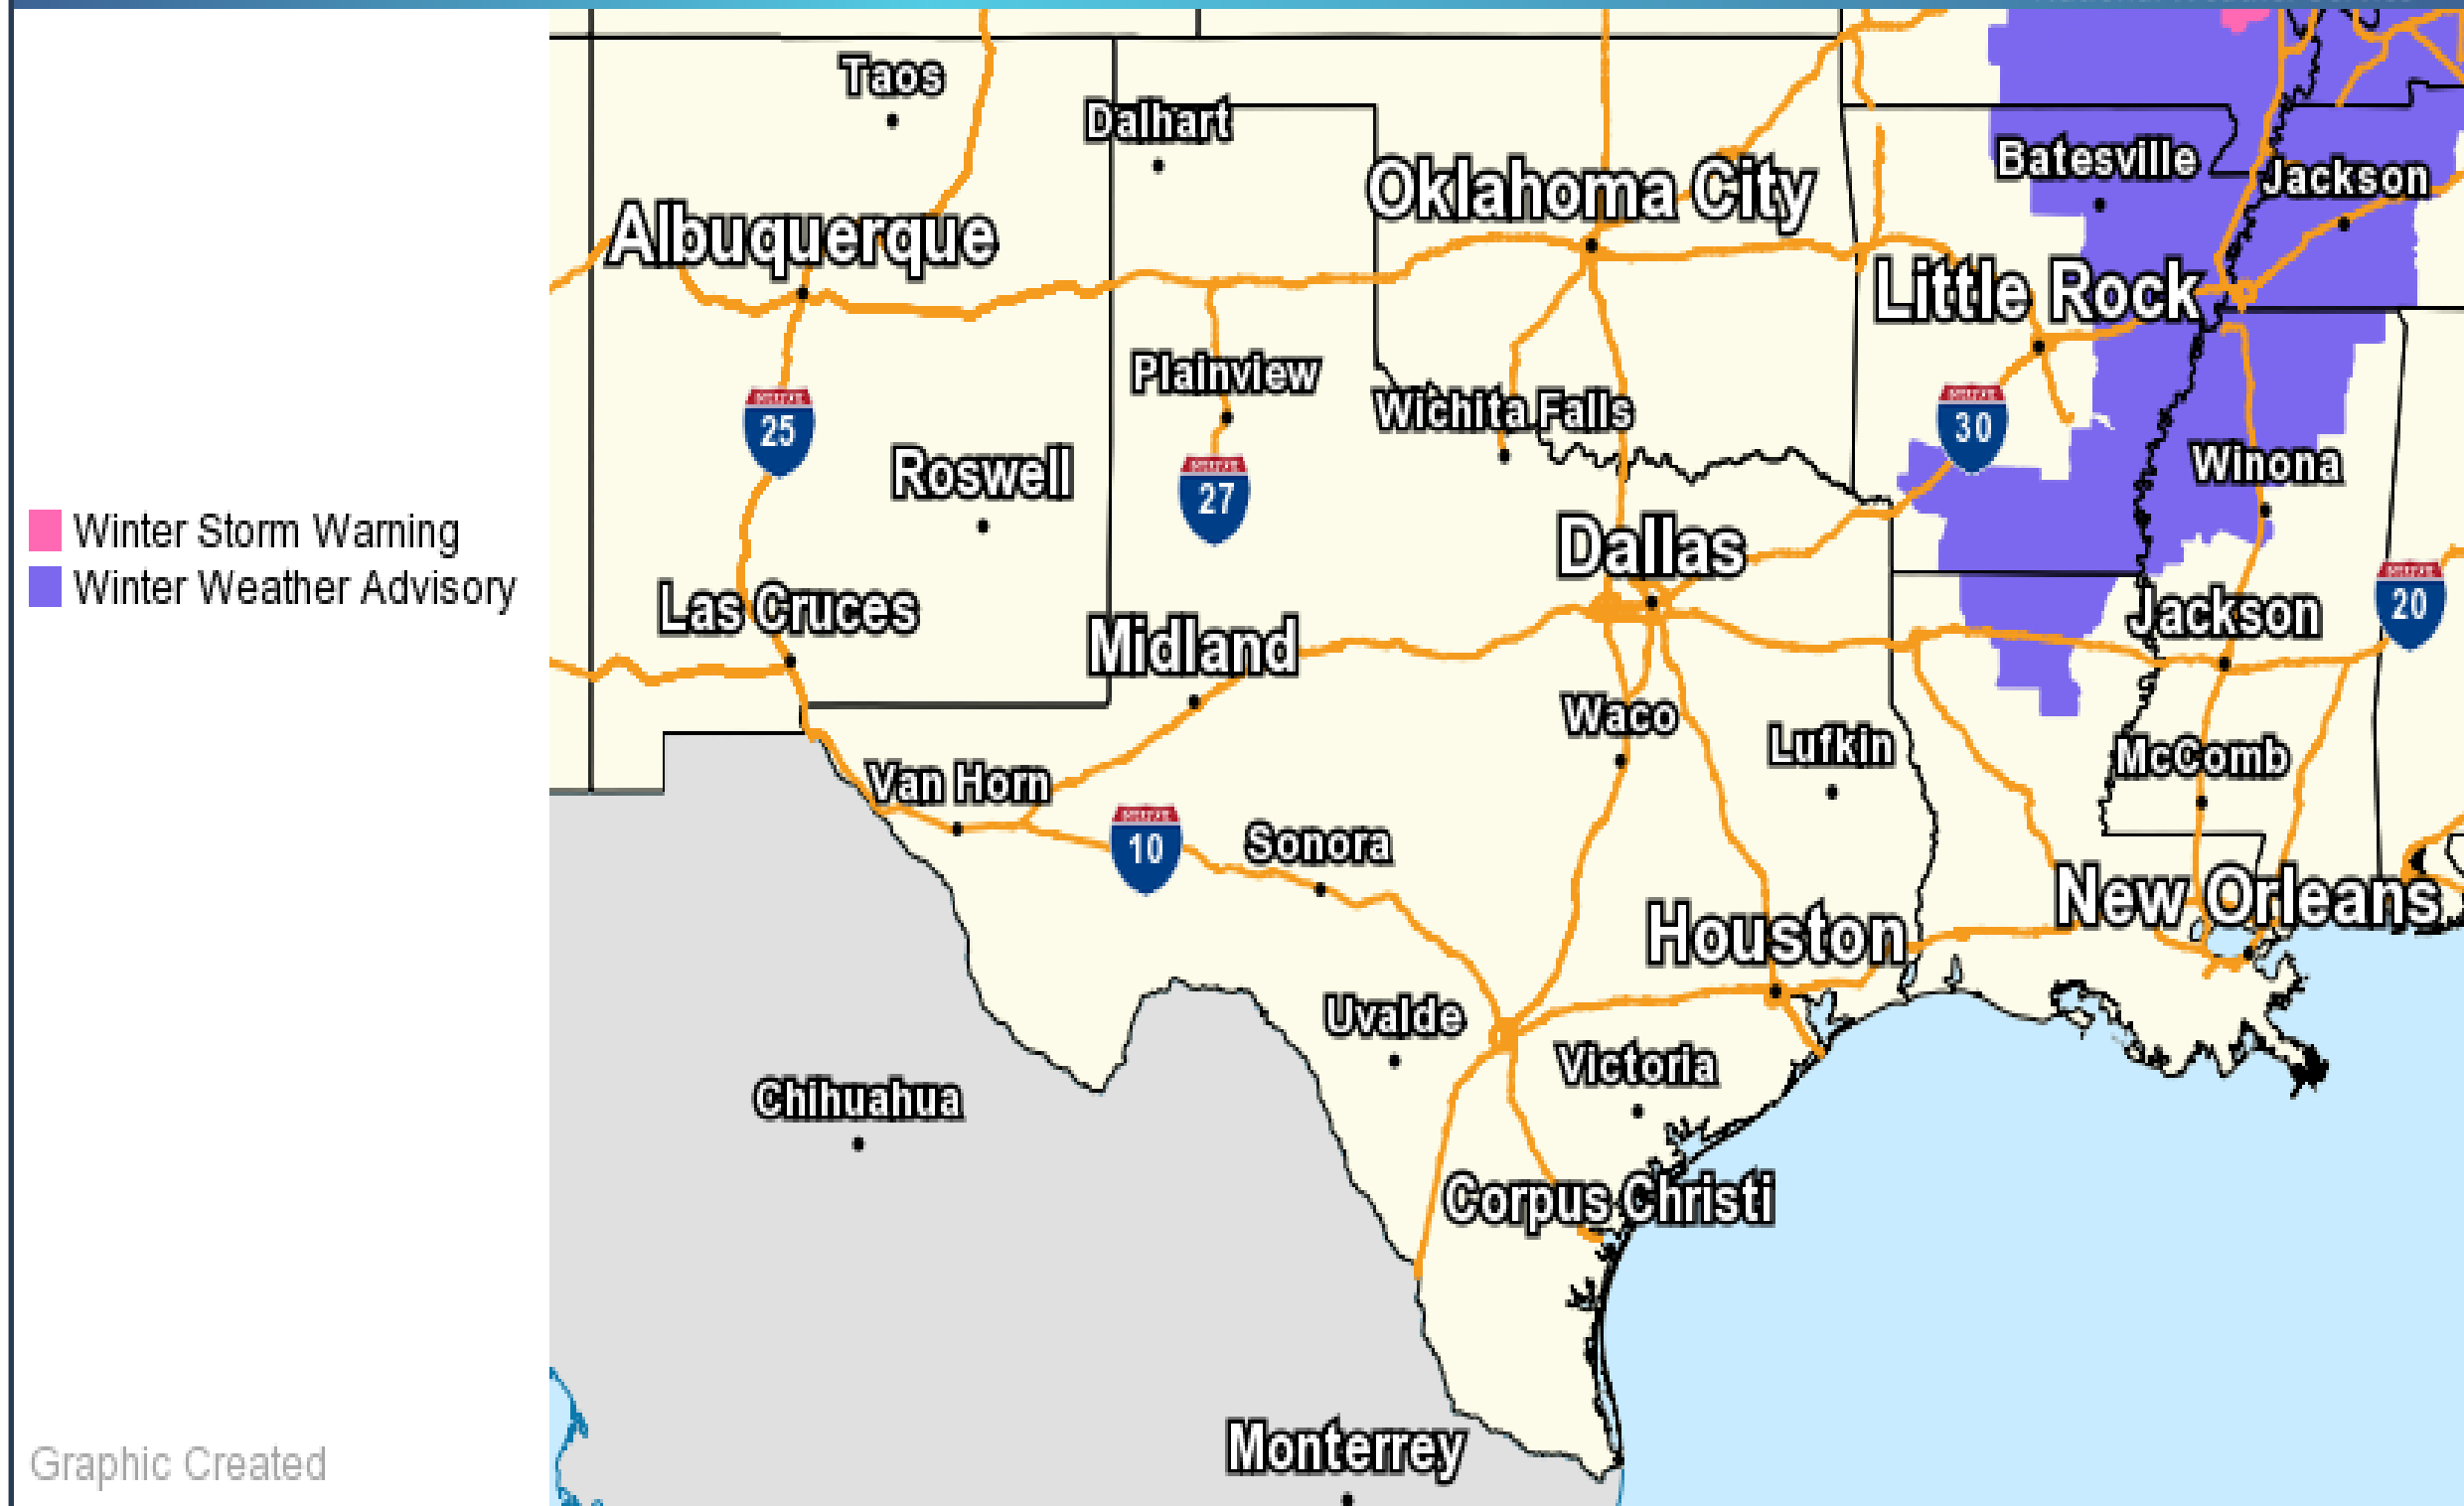 Winter Storm Warning
Winter Weather Advisory
Graphic Created
Taos
Dalhart
Oklahoma City
Batesville
Jackson
Albuquerque
Little Rock
Plainview
Wichita Falls
25
30
Roswell
27
Winona
Dallas
Las Cruces
Midland
Jackson
20
Waco
Lufkin
McComb
Van Horn
10
Sonora
New Orleans
Houston
Uvalde
Victoria
Chihuahua
Corpus Christi
Monterrey